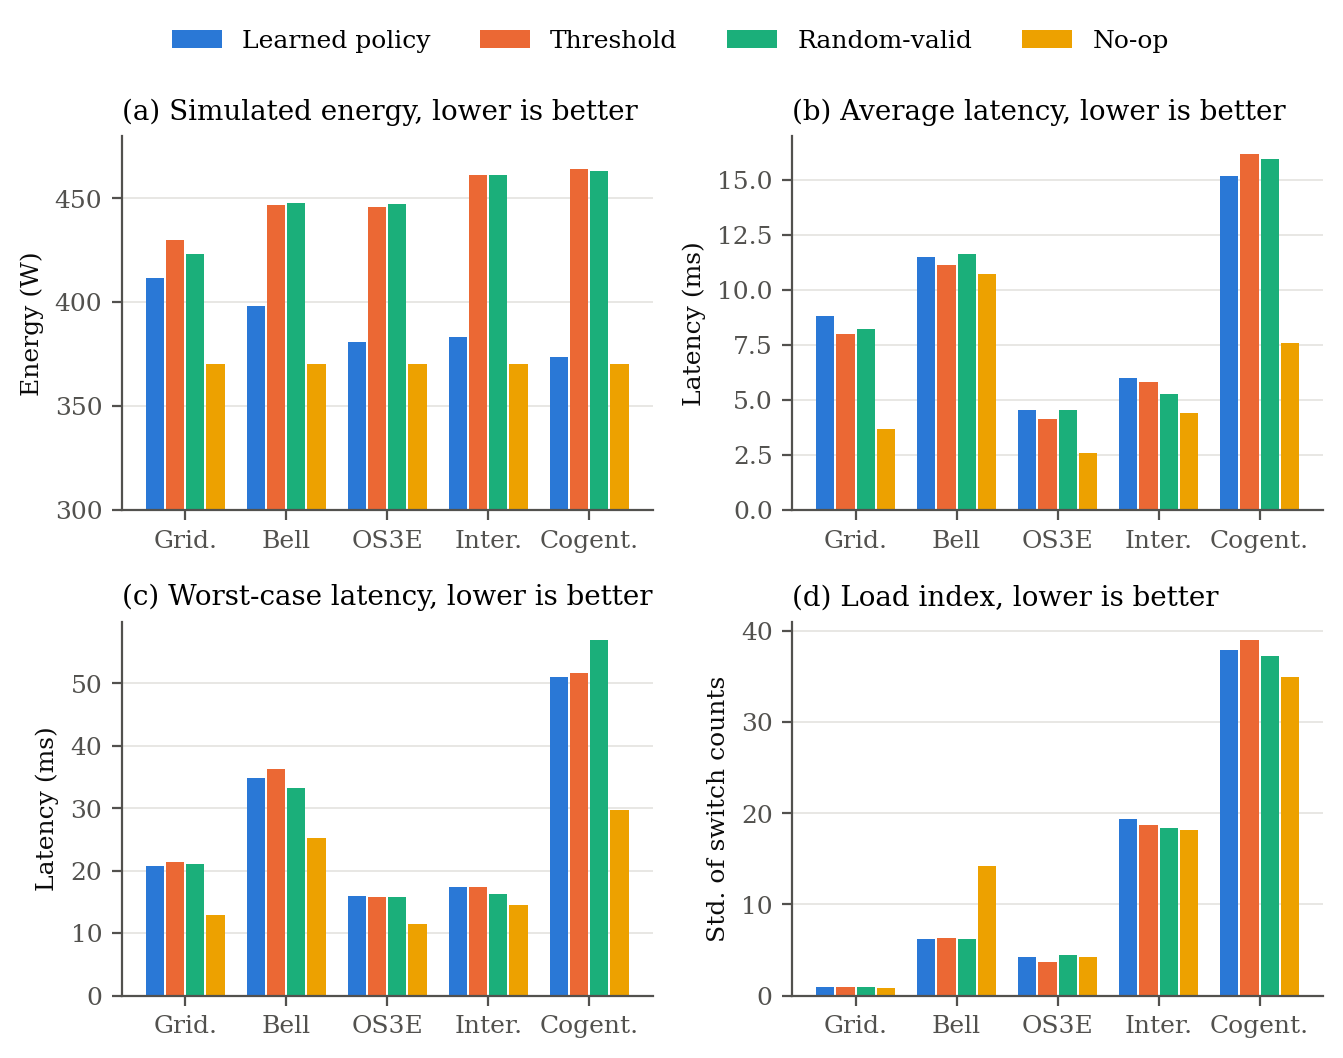 Learned policy Threshold Random-valid No-op
(a) Simulated energy, lower is better
Energy (W)
450
400
350
300
Grid. Bell OS3E Inter. Cogent.
(b) Average latency, lower is better
Latency (ms)
15.0
12.5
10.0
7.5
5.0
2.5
0.0
Grid. Bell OS3E Inter. Cogent.
(c) Worst-case latency, lower is better
Latency (ms)
50
40
30
20
10
0
Grid. Bell OS3E Inter. Cogent.
(d) Load index, lower is better
Std. of switch counts
40
30
20
10
0
Grid. Bell OS3E Inter. Cogent.